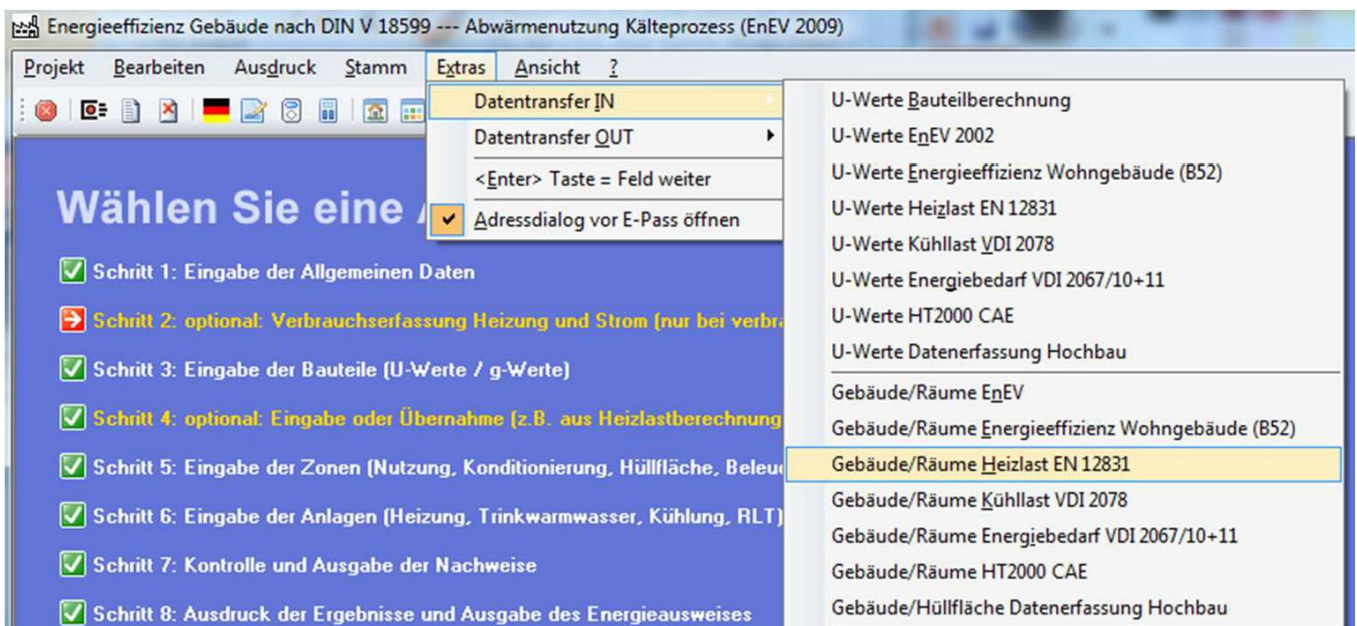 Energieeffizienz Gebäude nach DIN V 18599 --- Abwärmenutzung Kälteprozess (EnEV 2009)
Projekt Bearbeiten Ausdruck Stamm Extras Ansicht ?
Datentransfer IN
Datentransfer OUT
<Enter> Taste = Feld weiter
Adressdialog vor E-Pass öffnen
U-Werte Bauteilberechnung
U-Werte EnEV 2002
U-Werte Energieeffizienz Wohngebäude (B52)
U-Werte Heizlast EN 12831
U-Werte Kühllast VDI 2078
U-Werte Energiebedarf VDI 2067/10+11
U-Werte HT2000 CAE
U-Werte Datenerfassung Hochbau
Gebäude/Räume EnEV
Gebäude/Räume Energieeffizienz Wohngebäude (B52)
Gebäude/Räume Heizlast EN 12831
Gebäude/Räume Kühllast VDI 2078
Gebäude/Räume Energiebedarf VDI 2067/10+11
Gebäude/Räume HT2000 CAE
Gebäude/Hüllfläche Datenerfassung Hochbau
Wählen Sie eine
Schritt 1: Eingabe der Allgemeinen Daten
Schritt 2: optional: Verbrauchserfassung Heizung und Strom (nur bei
Schritt 3: Eingabe der Bauteile (U-Werte / g-Werte)
Schritt 4: optional: Eingabe oder Übernahme (z.B. aus Heizlastberechnung
Schritt 5: Eingabe der Zonen (Nutzung, Konditionierung, Hüllfläche,
Schritt 6: Eingabe der Anlagen (Heizung, Trinkwarmwasser, Kühlung, RLT)
Schritt 7: Kontrolle und Ausgabe der Nachweise
Schritt 8: Ausdruck der Ergebnisse und Ausgabe des Energieausweises